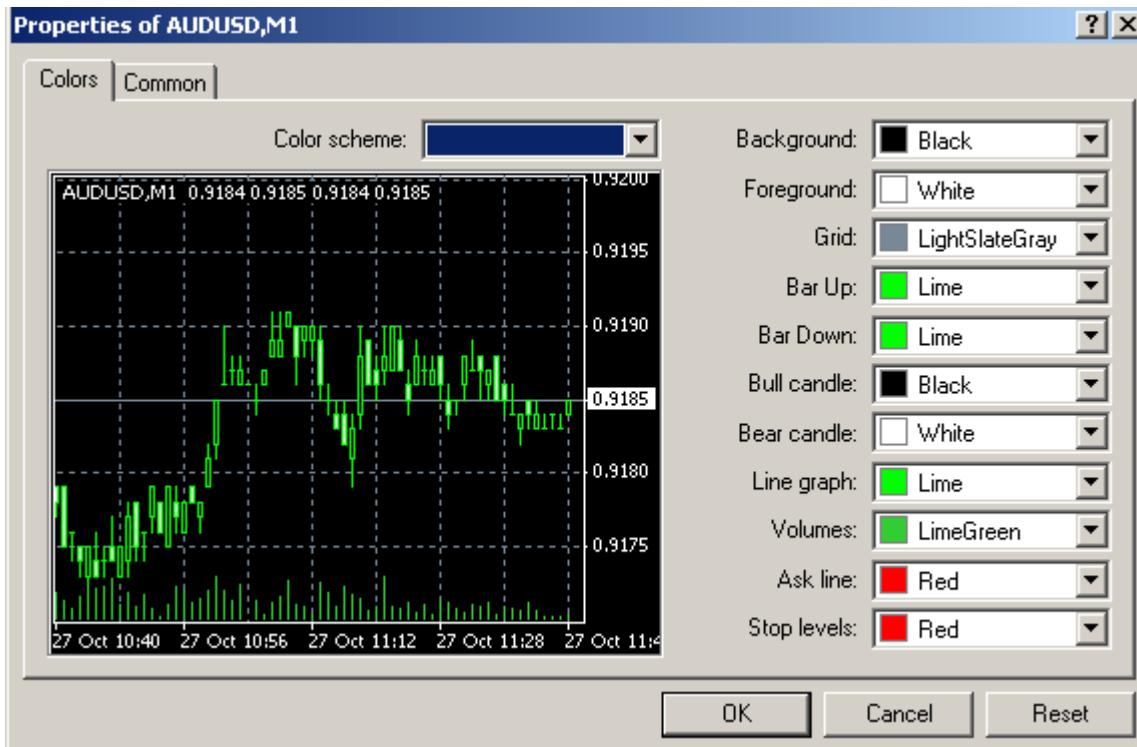 Properties of AUDUSD,M1
Colors
Common
Color scheme:
AUDUSD,M1 0.9184 0.9185 0.9184 0.9185
0.9200
0.9195
0.9190
0.9185
0.9180
0.9175
27 Oct 10:40 27 Oct 10:56 27 Oct 11:12 27 Oct 11:28 27 Oct 11:4
Background: Black
Foreground: White
Grid: LightSlateGray
Bar Up: Lime
Bar Down: Lime
Bull candle: Black
Bear candle: White
Line graph: Lime
Volumes: LimeGreen
Ask line: Red
Stop levels: Red
OK Cancel Reset